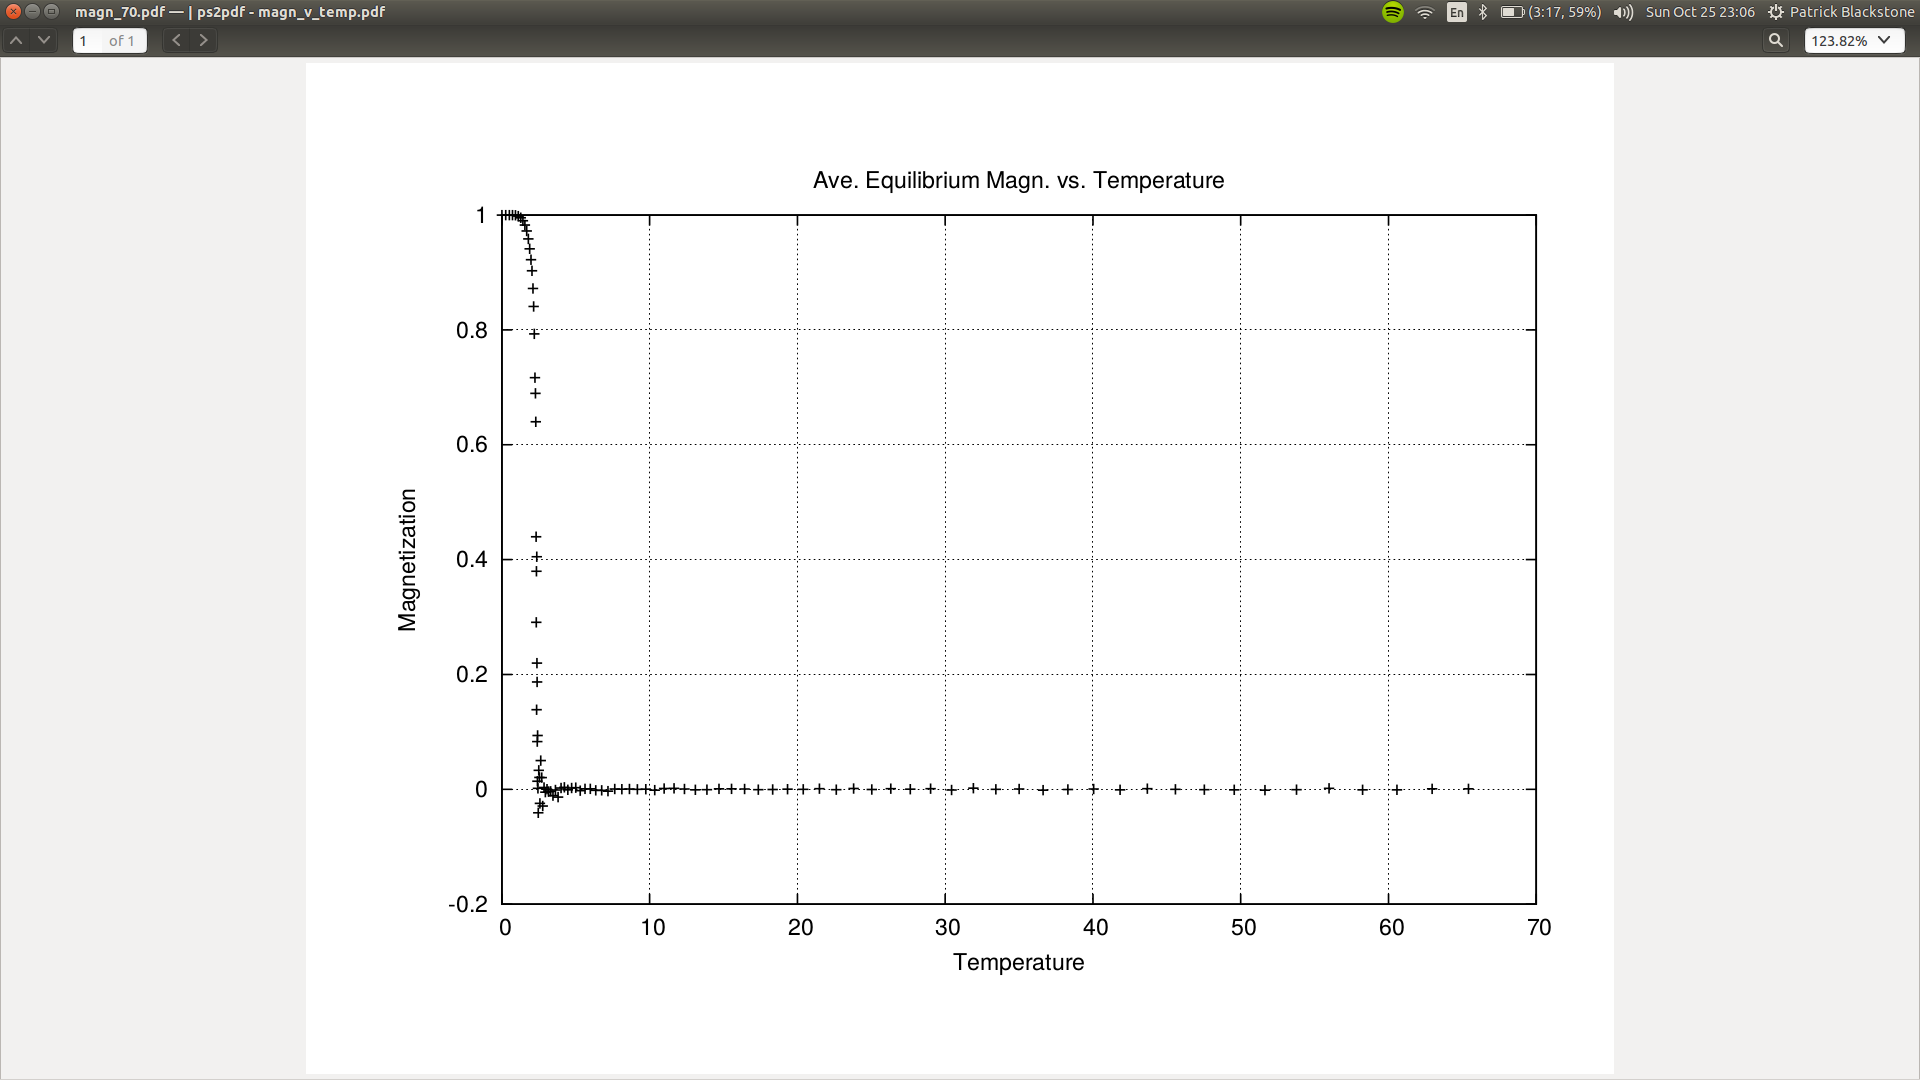 magn_70.pdf — | ps2pdf - magn_v_temp.pdf
En (3:17, 59%) Sun Oct 25 23:06 Patrick Blackstone
1 of 1
123.82%
Ave. Equilibrium Magn. vs. Temperature
1
0.8
0.6
0.4
0.2
0
-0.2
Magnetization
0 10 20 30 40 50 60 70
Temperature